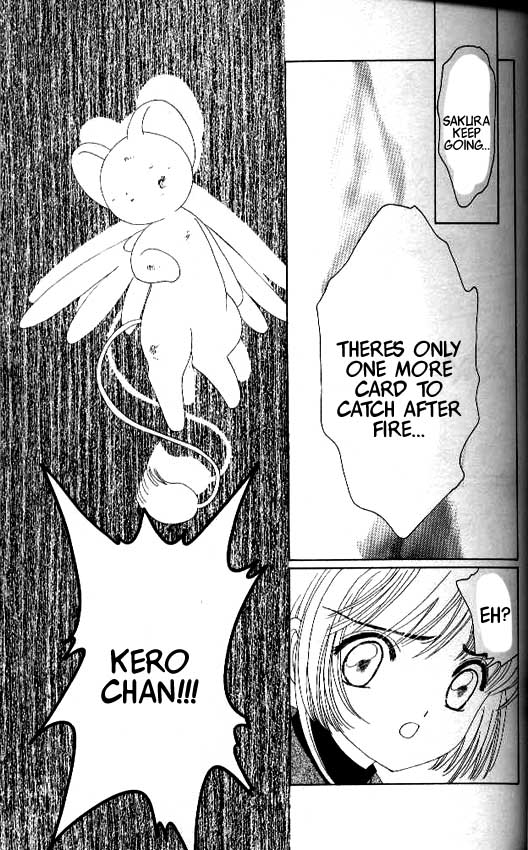 SAKURA
KEEP
GOING...
THERES ONLY
ONE MORE
CARD TO
CATCH AFTER
FIRE...
EH?
KERO
CHAN!!!